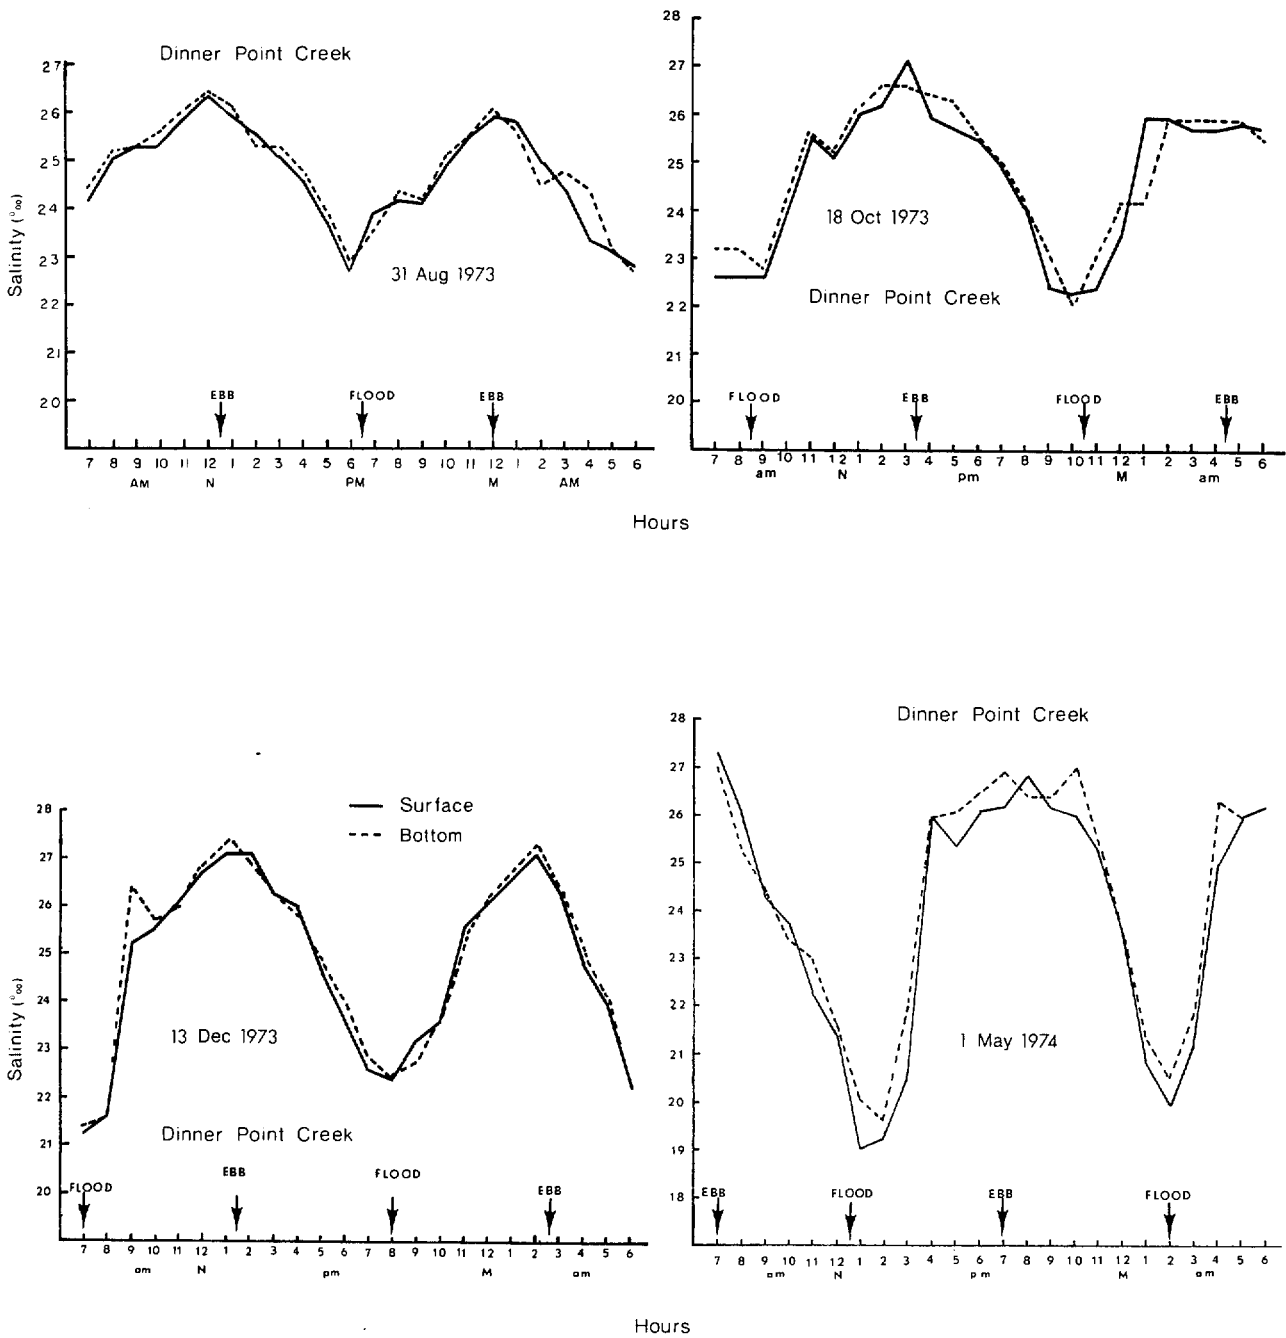 Dinner Point Creek
27
26
25
24
23
22
21
20
Salinity (°‰)
31 Aug 1973
EBB
FLOOD
EBB
7 8 9 10 11 12 1 2 3 4 5 6 7 8 9 10 11 12 1 2 3 4 5 6
AM N PM M AM
28
27
26
25
24
23
22
21
20
18 Oct 1973
Dinner Point Creek
FLOOD
EBB
FLOOD
EBB
7 8 9 10 11 12 1 2 3 4 5 6 7 8 9 10 11 12 1 2 3 4 5 6
am N pm M am
Hours
28
27
26
25
24
23
22
21
20
Salinity (°‰)
Surface
Bottom
13 Dec 1973
Dinner Point Creek
FLOOD
EBB
FLOOD
EBB
7 8 9 10 11 12 1 2 3 4 5 6 7 8 9 10 11 12 1 2 3 4 5 6
am N pm M am
Dinner Point Creek
28
27
26
25
24
23
22
21
20
19
18
1 May 1974
EBB
FLOOD
EBB
FLOOD
7 8 9 10 11 12 1 2 3 4 5 6 7 8 9 10 11 12 1 2 3 4 5 6
am N pm M am
Hours